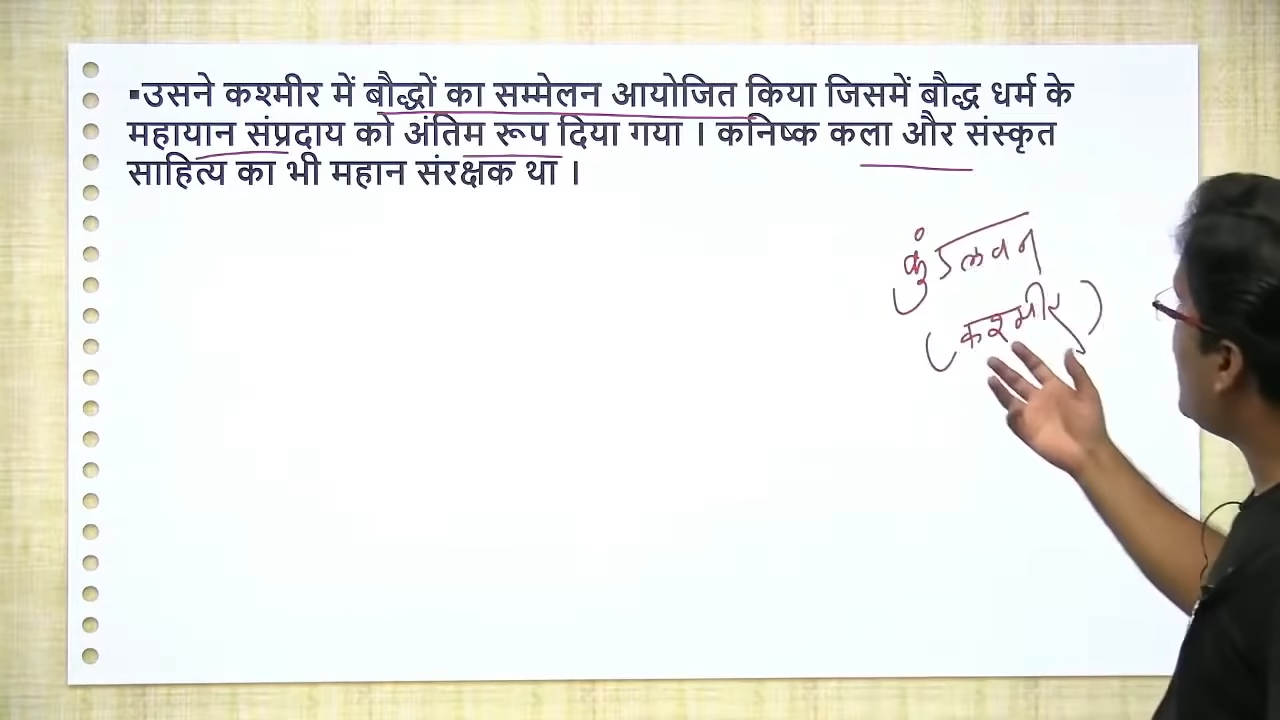 ▪उसने कश्मीर में बौद्धों का सम्मेलन आयोजित किया जिसमें बौद्ध धर्म के
महायान संप्रदाय को अंतिम रूप दिया गया । कनिष्क कला और संस्कृत
साहित्य का भी महान संरक्षक था ।
कुंडलवन
(कश्मीर)